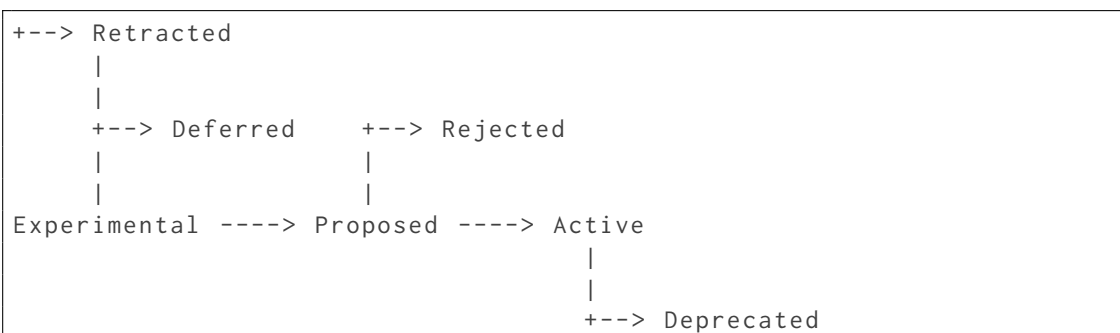 +--> Retracted
     |
     |
     +--> Deferred    +--> Rejected
     |                |
     |                |
Experimental ----> Proposed ----> Active
                                    |
                                    |
                                    +--> Deprecated